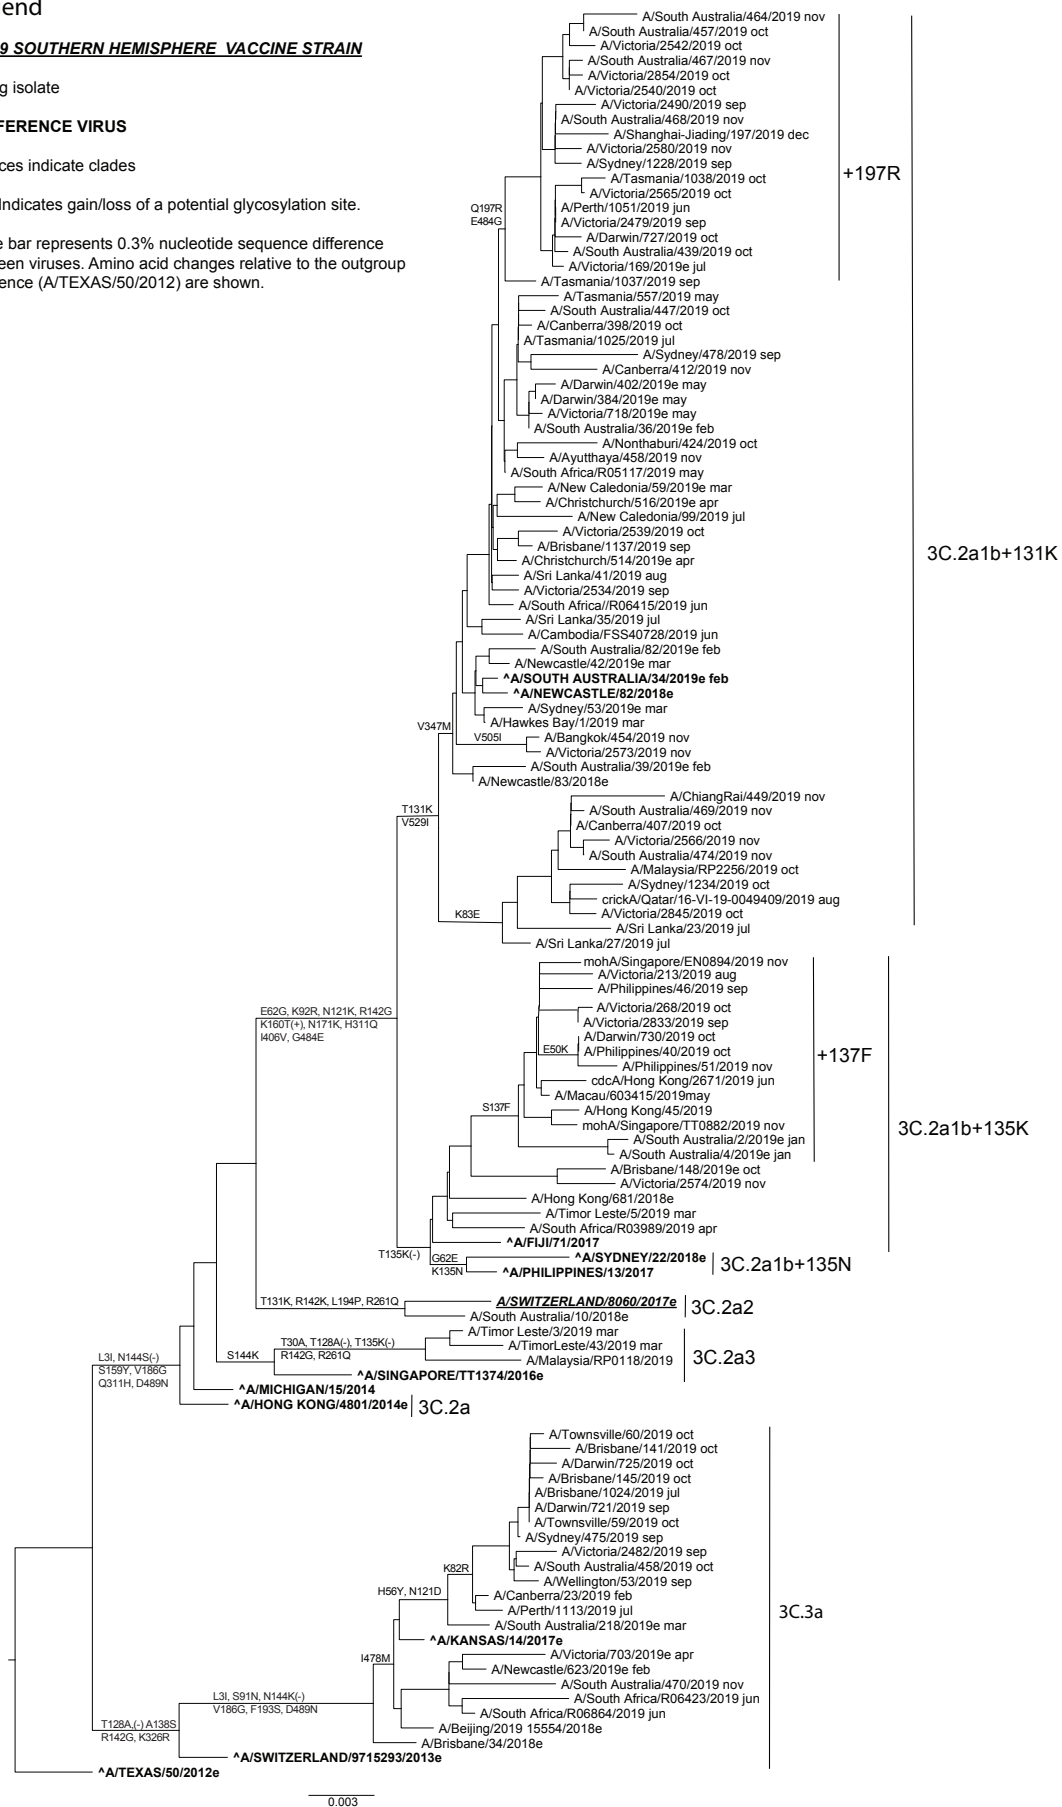 end
9 SOUTHERN HEMISPHERE VACCINE STRAIN
g isolate
FERENCE VIRUS
ces indicate clades
Indicates gain/loss of a potential glycosylation site.
e bar represents 0.3% nucleotide sequence difference
een viruses. Amino acid changes relative to the outgroup
ence (A/TEXAS/50/2012) are shown.
A/South Australia/464/2019 nov
A/South Australia/457/2019 oct
A/Victoria/2542/2019 oct
A/South Australia/467/2019 nov
A/Victoria/2854/2019 oct
A/Victoria/2540/2019 oct
A/Victoria/2490/2019 sep
A/South Australia/468/2019 nov
A/Shanghai-Jiading/197/2019 dec
A/Victoria/2580/2019 nov
A/Sydney/1228/2019 sep
+197R
A/Tasmania/1038/2019 oct
A/Victoria/2565/2019 oct
Q197R
A/Perth/1051/2019 jun
E484G
A/Victoria/2479/2019 sep
A/Darwin/727/2019 oct
A/South Australia/439/2019 oct
A/Victoria/169/2019e jul
A/Tasmania/1037/2019 sep
A/Tasmania/557/2019 may
A/South Australia/447/2019 oct
A/Canberra/398/2019 oct
A/Tasmania/1025/2019 jul
A/Sydney/478/2019 sep
A/Canberra/412/2019 nov
A/Darwin/402/2019e may
A/Darwin/384/2019e may
A/Victoria/718/2019e may
A/South Australia/36/2019e feb
A/Nonthaburi/424/2019 oct
A/Ayutthaya/458/2019 nov
A/South Africa/R05117/2019 may
A/New Caledonia/59/2019e mar
A/Christchurch/516/2019e apr
A/New Caledonia/99/2019 jul
A/Victoria/2539/2019 oct
A/Brisbane/1137/2019 sep
3C.2a1b+131K
A/Christchurch/514/2019e apr
A/Sri Lanka/41/2019 aug
A/Victoria/2534/2019 sep
A/South Africa//R06415/2019 jun
A/Sri Lanka/35/2019 jul
A/Cambodia/FSS40728/2019 jun
A/South Australia/82/2019e feb
A/Newcastle/42/2019e mar
^A/SOUTH AUSTRALIA/34/2019e feb
^A/NEWCASTLE/82/2018e
A/Sydney/53/2019e mar
A/Hawkes Bay/1/2019 mar
V347M
V505I
A/Bangkok/454/2019 nov
A/Victoria/2573/2019 nov
A/South Australia/39/2019e feb
A/Newcastle/83/2018e
A/ChiangRai/449/2019 nov
T131K
A/South Australia/469/2019 nov
V529I
A/Canberra/407/2019 oct
A/Victoria/2566/2019 nov
A/South Australia/474/2019 nov
A/Malaysia/RP2256/2019 oct
A/Sydney/1234/2019 oct
crickA/Qatar/16-VI-19-0049409/2019 aug
K83E
A/Victoria/2845/2019 oct
A/Sri Lanka/23/2019 jul
A/Sri Lanka/27/2019 jul
mohA/Singapore/EN0894/2019 nov
A/Victoria/213/2019 aug
A/Philippines/46/2019 sep
E62G, K92R, N121K, R142G
A/Victoria/268/2019 oct
K160T(+), N171K, H311Q
A/Victoria/2833/2019 sep
I406V, G484E
A/Darwin/730/2019 oct
E50K
A/Philippines/40/2019 oct
+137F
A/Philippines/51/2019 nov
cdcA/Hong Kong/2671/2019 jun
A/Macau/603415/2019may
S137F
A/Hong Kong/45/2019
mohA/Singapore/TT0882/2019 nov
3C.2a1b+135K
A/South Australia/2/2019e jan
A/South Australia/4/2019e jan
A/Brisbane/148/2019e oct
A/Victoria/2574/2019 nov
A/Hong Kong/681/2018e
A/Timor Leste/5/2019 mar
A/South Africa/R03989/2019 apr
^A/FIJI/71/2017
T135K(-)
G62E
^A/SYDNEY/22/2018e
K135N
^A/PHILIPPINES/13/2017
3C.2a1b+135N
T131K, R142K, L194P, R261Q
A/SWITZERLAND/8060/2017e
3C.2a2
A/South Australia/10/2018e
A/Timor Leste/3/2019 mar
T30A, T128A(-), T135K(-)
A/TimorLeste/43/2019 mar
L3I, N144S(-)
S144K
R142G, R261Q
A/Malaysia/RP0118/2019
3C.2a3
S159Y, V186G
^A/SINGAPORE/TT1374/2016e
Q311H, D489N
^A/MICHIGAN/15/2014
^A/HONG KONG/4801/2014e
3C.2a
A/Townsville/60/2019 oct
A/Brisbane/141/2019 oct
A/Darwin/725/2019 oct
A/Brisbane/145/2019 oct
A/Brisbane/1024/2019 jul
A/Darwin/721/2019 sep
A/Townsville/59/2019 oct
A/Sydney/475/2019 sep
A/Victoria/2482/2019 sep
K82R
A/South Australia/458/2019 oct
A/Wellington/53/2019 sep
H56Y, N121D
A/Canberra/23/2019 feb
A/Perth/1113/2019 jul
3C.3a
A/South Australia/218/2019e mar
^A/KANSAS/14/2017e
I478M
A/Victoria/703/2019e apr
A/Newcastle/623/2019e feb
A/South Australia/470/2019 nov
L3I, S91N, N144K(-)
A/South Africa/R06423/2019 jun
V186G, F193S, D489N
A/South Africa/R06864/2019 jun
T128A,(-) A138S
A/Beijing/2019 15554/2018e
R142G, K326R
A/Brisbane/34/2018e
^A/SWITZERLAND/9715293/2013e
^A/TEXAS/50/2012e
0.003